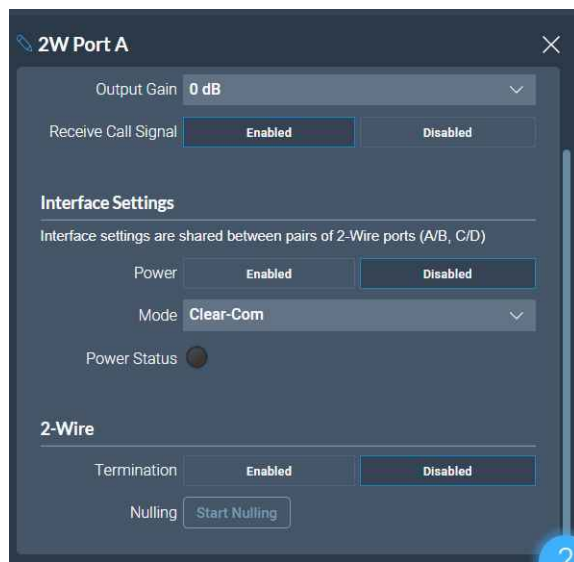 2W Port A
Output Gain 0 dB
Receive Call Signal Enabled Disabled
Interface Settings
Interface settings are shared between pairs of 2-Wire ports (A/B, C/D)
Power Enabled Disabled
Mode Clear-Com
Power Status
2-Wire
Termination Enabled Disabled
Nulling Start Nulling
2